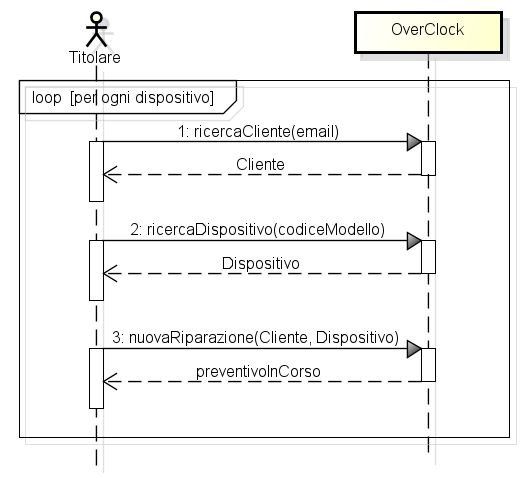 Titolare
OverClock
loop [per ogni dispositivo]
1: ricercaCliente(email)
Cliente
2: ricercaDispositivo(codiceModello)
Dispositivo
3: nuovaRiparazione(Cliente, Dispositivo)
preventivoInCorso